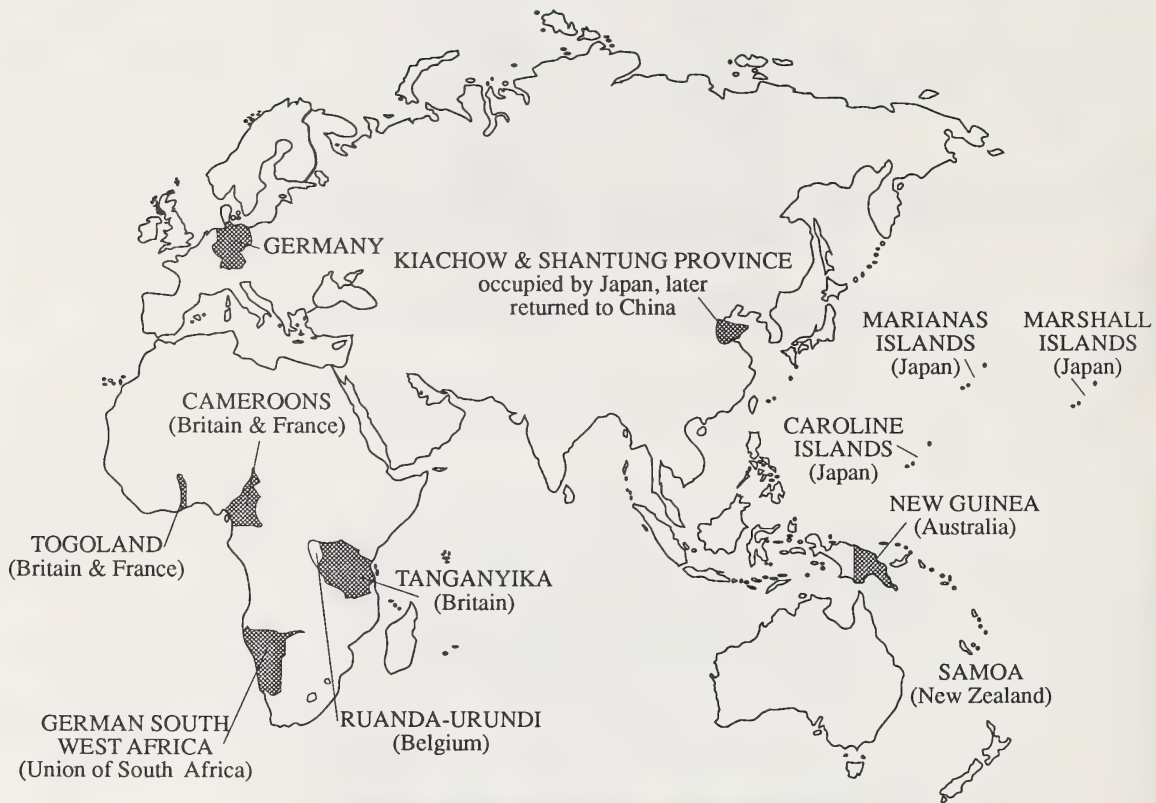 GERMANY
KIACHOW & SHANTUNG PROVINCE
occupied by Japan, later
returned to China
MARIANAS
ISLANDS
(Japan)
MARSHALL
ISLANDS
(Japan)
CAMEROONS
(Britain & France)
CAROLINE
ISLANDS
(Japan)
NEW GUINEA
(Australia)
TOGOLAND
(Britain & France)
TANGANYIKA
(Britain)
SAMOA
(New Zealand)
GERMAN SOUTH
WEST AFRICA
(Union of South Africa)
RUANDA-URUNDI
(Belgium)